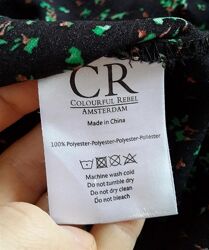 CR
COLOURFUL REBEL
AMSTERDAM
Made in China
100% Polyester-Polyester-Polyester-Polyester
Machine wash cold
Do not tumble dry
Do not dry clean
Do not bleach